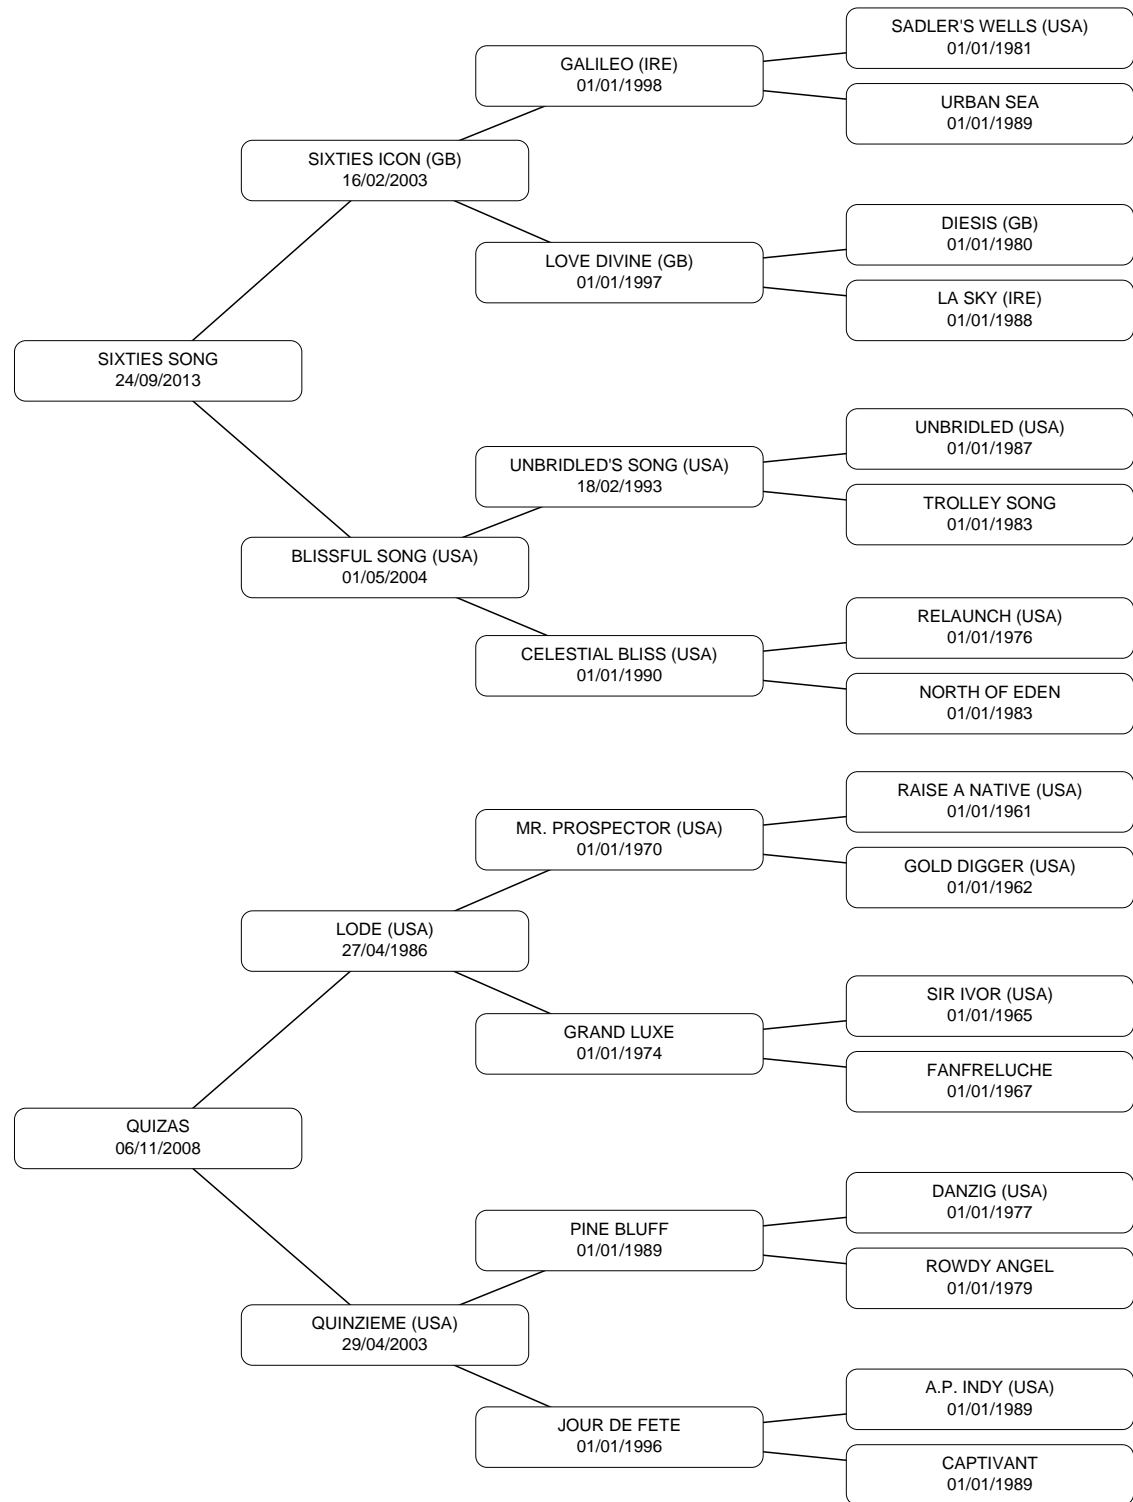 SADLER'S WELLS (USA)
01/01/1981
GALILEO (IRE)
01/01/1998
URBAN SEA
01/01/1989
SIXTIES ICON (GB)
16/02/2003
DIESIS (GB)
01/01/1980
LOVE DIVINE (GB)
01/01/1997
LA SKY (IRE)
01/01/1988
SIXTIES SONG
24/09/2013
UNBRIDLED (USA)
01/01/1987
UNBRIDLED'S SONG (USA)
18/02/1993
TROLLEY SONG
01/01/1983
BLISSFUL SONG (USA)
01/05/2004
RELAUNCH (USA)
01/01/1976
CELESTIAL BLISS (USA)
01/01/1990
NORTH OF EDEN
01/01/1983
RAISE A NATIVE (USA)
01/01/1961
MR. PROSPECTOR (USA)
01/01/1970
GOLD DIGGER (USA)
01/01/1962
LODE (USA)
27/04/1986
SIR IVOR (USA)
01/01/1965
GRAND LUXE
01/01/1974
FANFRELUCHE
01/01/1967
QUIZAS
06/11/2008
DANZIG (USA)
01/01/1977
PINE BLUFF
01/01/1989
ROWDY ANGEL
01/01/1979
QUINZIEME (USA)
29/04/2003
A.P. INDY (USA)
01/01/1989
JOUR DE FETE
01/01/1996
CAPTIVANT
01/01/1989